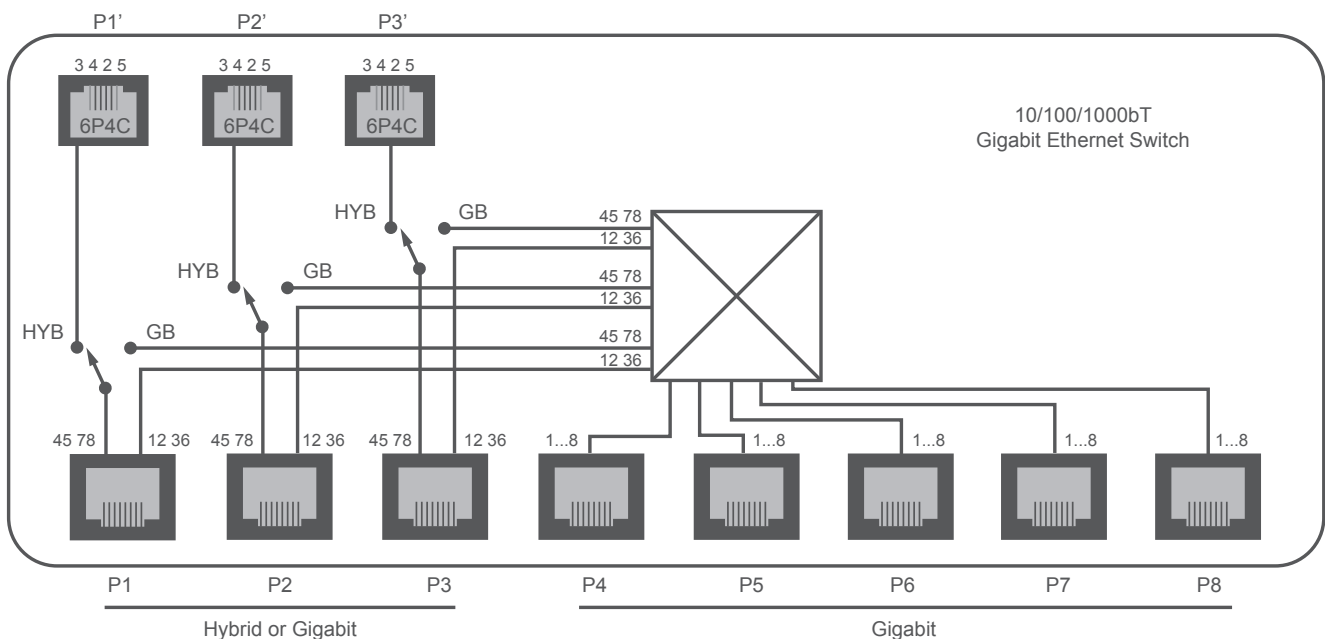 P1’ P2’ P3’
3 4 2 5 3 4 2 5 3 4 2 5
6P4C 6P4C 6P4C
10/100/1000bT
Gigabit Ethernet Switch
HYB GB 45 78
12 36
HYB GB 45 78
12 36
HYB GB 45 78
12 36
45 78 12 36 45 78 12 36 45 78 12 36 1...8 1...8 1...8 1...8 1...8
P1 P2 P3 P4 P5 P6 P7 P8
Hybrid or Gigabit Gigabit